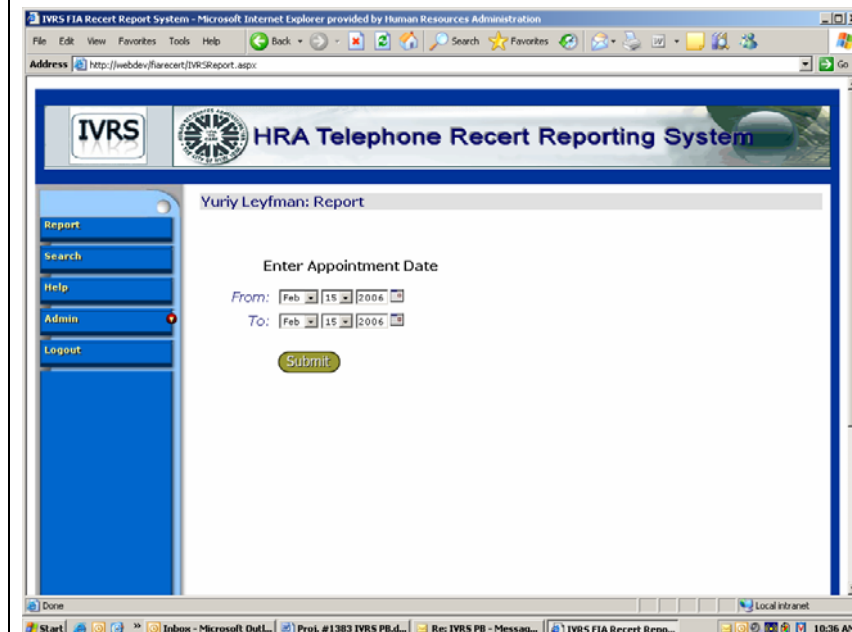 IVRS FIA Recert Report System - Microsoft Internet Explorer provided by Human Resources Administration
File Edit View Favorites Tools Help Back Search Favorites
Address http://webdev/fiarecert/IVRSReport.aspx Go
IVRS HRA Telephone Recert Reporting System
Yuriy Leyfman: Report
Report
Search
Help
Admin
Logout
Enter Appointment Date
From: Feb 15 2006
To: Feb 15 2006
Submit
Done Local intranet
Start Inbox - Microsoft Outl... Proj. #1383 IVRS PB.d... Re: IVRS PB - Messag... IVRS FIA Recert Repo... 10:36 AM